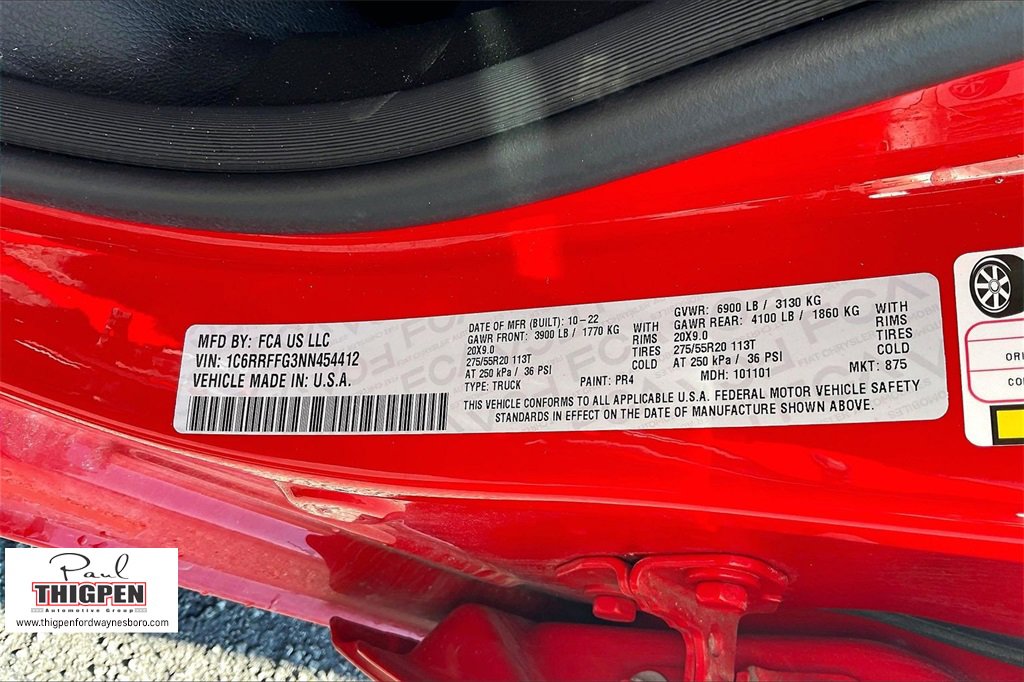 MFD BY: FCA US LLC
VIN: 1C6RRFFG3NN454412
VEHICLE MADE IN: U.S.A.
DATE OF MFR (BUILT): 10-22
GAWR FRONT: 3900 LB / 1770 KG WITH
20X9.0 RIMS
275/55R20 113T TIRES
AT 250 kPa / 36 PSI COLD
TYPE: TRUCK PAINT: PR4
GVWR: 6900 LB / 3130 KG
GAWR REAR: 4100 LB / 1860 KG WITH
20X9.0 RIMS
275/55R20 113T TIRES
AT 250 kPa / 36 PSI COLD
MDH: 101101 MKT: 875
THIS VEHICLE CONFORMS TO ALL APPLICABLE U.S.A. FEDERAL MOTOR VEHICLE SAFETY
STANDARDS IN EFFECT ON THE DATE OF MANUFACTURE SHOWN ABOVE.
Paul
THIGPEN
Automotive Group
www.thigpenfordwaynesboro.com